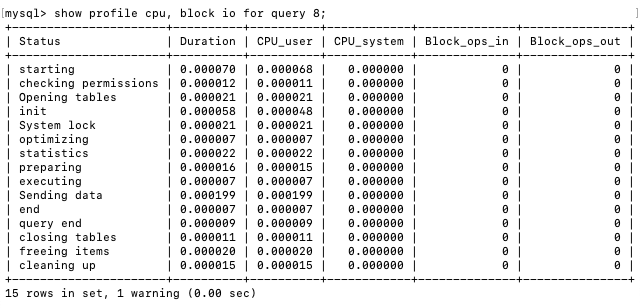 mysql> show profile cpu, block io for query 8;
+----------------------+----------+----------+------------+--------------+---------------+
| Status               | Duration | CPU_user | CPU_system | Block_ops_in | Block_ops_out |
+----------------------+----------+----------+------------+--------------+---------------+
| starting             | 0.000070 | 0.000068 |   0.000000 |            0 |             0 |
| checking permissions | 0.000012 | 0.000011 |   0.000000 |            0 |             0 |
| Opening tables       | 0.000021 | 0.000021 |   0.000000 |            0 |             0 |
| init                 | 0.000058 | 0.000048 |   0.000000 |            0 |             0 |
| System lock          | 0.000021 | 0.000021 |   0.000000 |            0 |             0 |
| optimizing           | 0.000007 | 0.000007 |   0.000000 |            0 |             0 |
| statistics           | 0.000022 | 0.000022 |   0.000000 |            0 |             0 |
| preparing            | 0.000016 | 0.000015 |   0.000000 |            0 |             0 |
| executing            | 0.000007 | 0.000007 |   0.000000 |            0 |             0 |
| Sending data         | 0.000199 | 0.000199 |   0.000000 |            0 |             0 |
| end                  | 0.000007 | 0.000007 |   0.000000 |            0 |             0 |
| query end            | 0.000009 | 0.000009 |   0.000000 |            0 |             0 |
| closing tables       | 0.000011 | 0.000011 |   0.000000 |            0 |             0 |
| freeing items        | 0.000020 | 0.000020 |   0.000000 |            0 |             0 |
| cleaning up          | 0.000015 | 0.000015 |   0.000000 |            0 |             0 |
+----------------------+----------+----------+------------+--------------+---------------+
15 rows in set, 1 warning (0.00 sec)